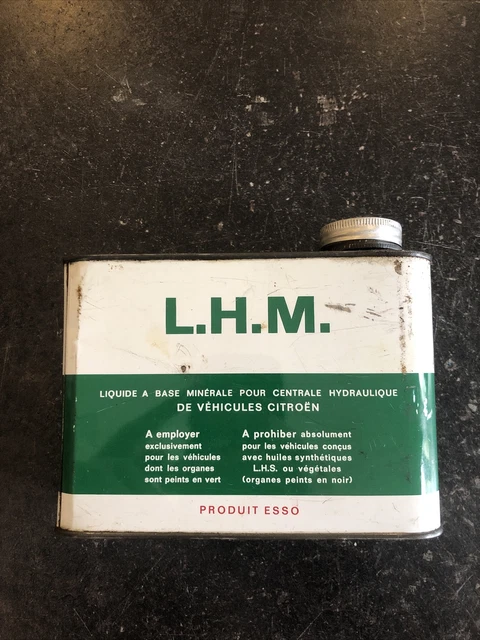 L.H.M.
LIQUIDE A BASE MINÉRALE POUR CENTRALE HYDRAULIQUE
DE VÉHICULES CITROËN
A employer
exclusivement
pour les véhicules
dont les organes
sont peints en vert
A prohiber absolument
pour les véhicules conçus
avec huiles synthétiques
L.H.S. ou végétales
(organes peints en noir)
PRODUIT ESSO